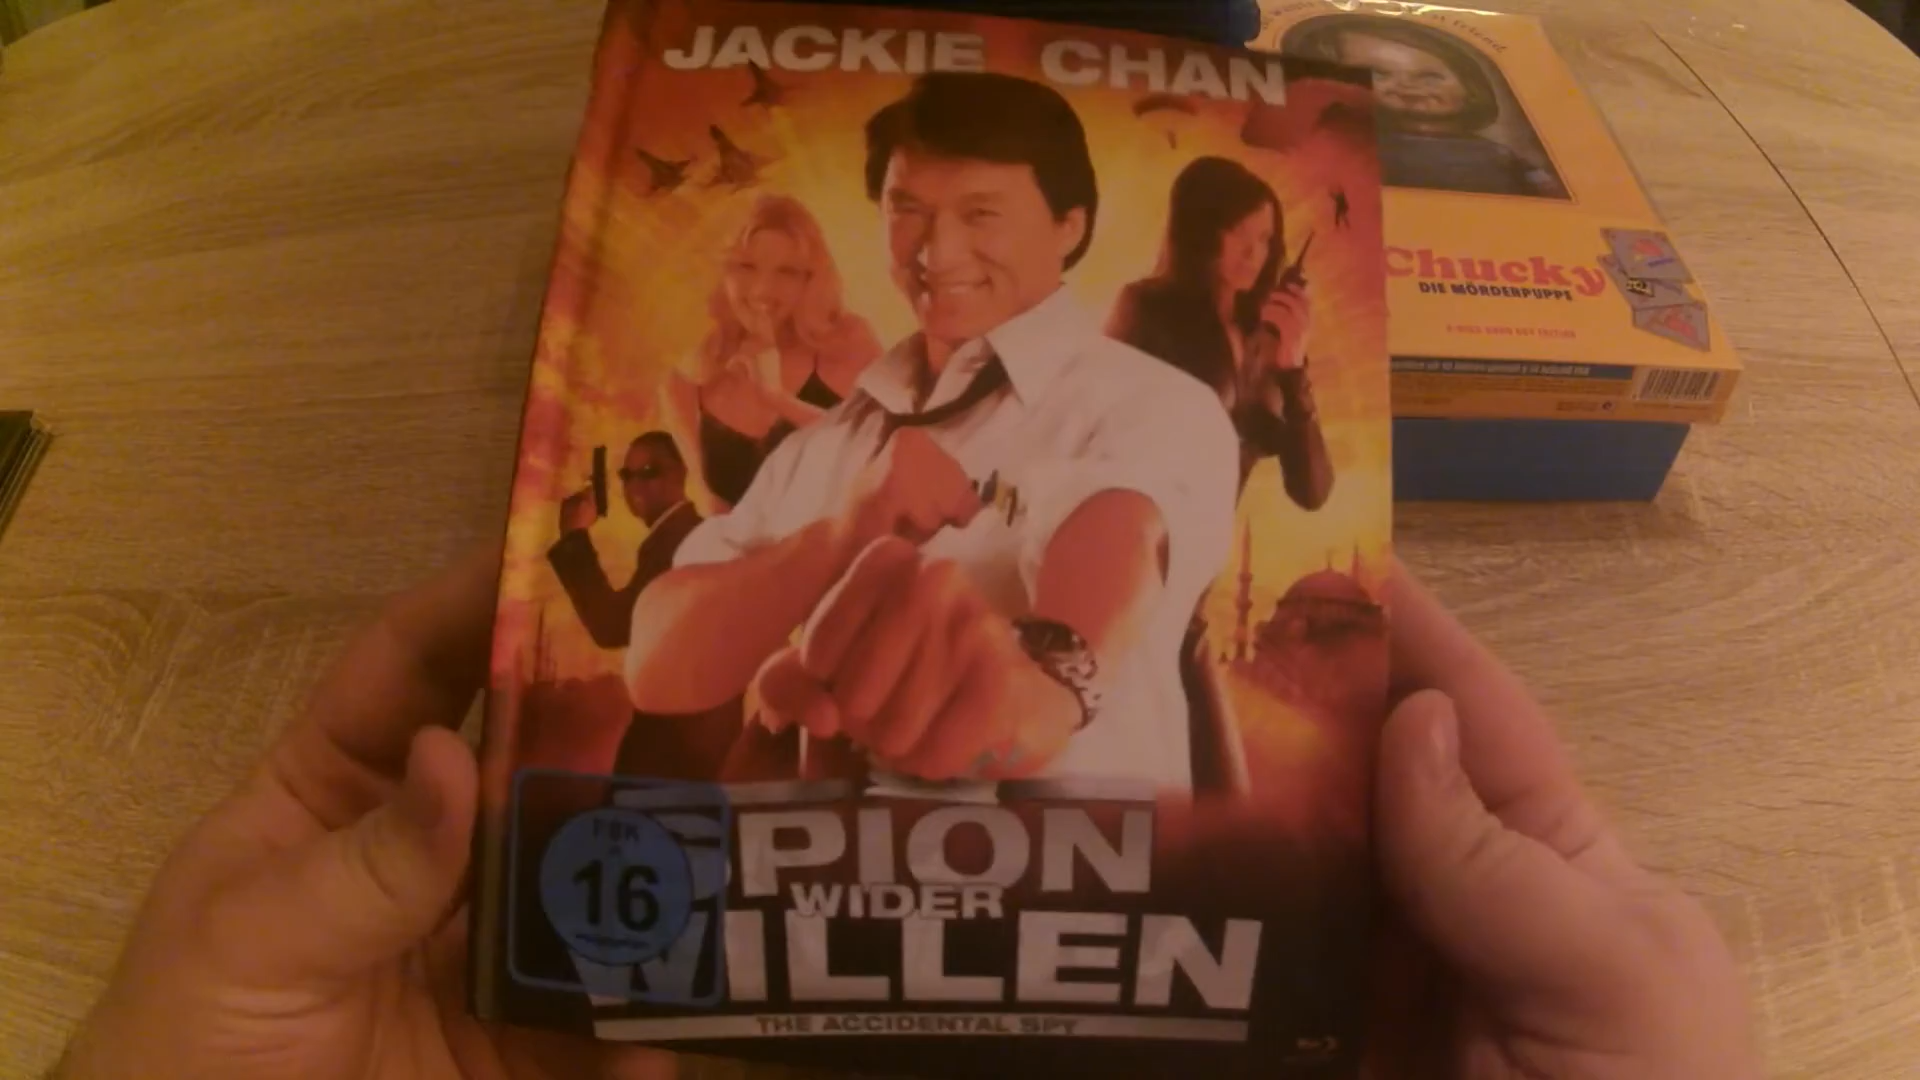 JACKIE CHAN
SPION
WIDER
WILLEN
THE ACCIDENTAL SPY
FSK
16
Chucky
DIE MÖRDERPUPPE